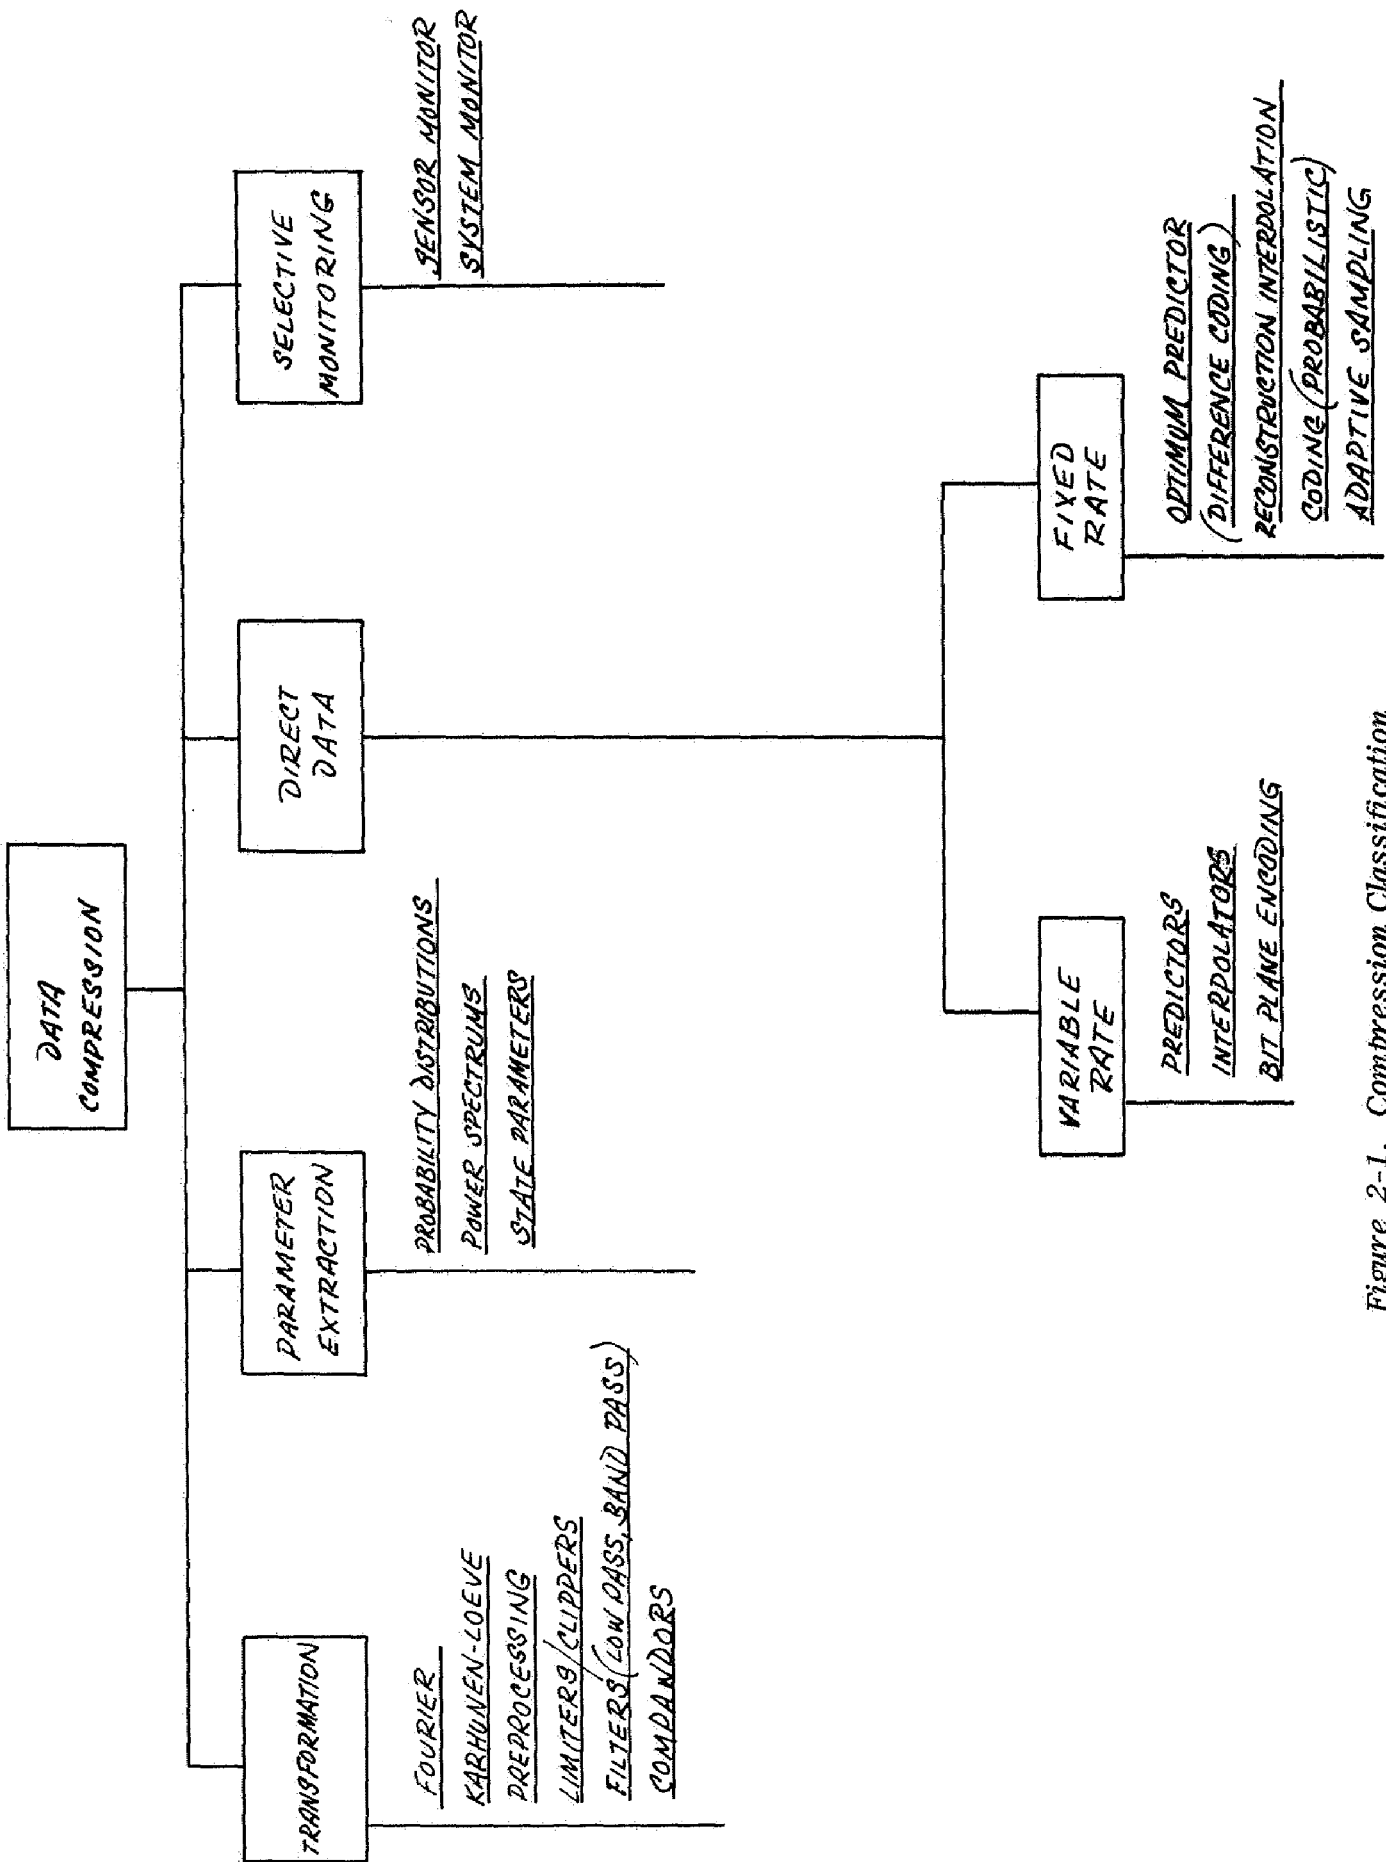 DATA
COMPRESSION
TRANSFORMATION
FOURIER
KARHUNEN-LOEVE
PREPROCESSING
LIMITERS/CLIPPERS
FILTERS (LOW PASS, BAND PASS)
COMPANDORS
PARAMETER
EXTRACTION
PROBABILITY DISTRIBUTIONS
POWER SPECTRUMS
STATE PARAMETERS
DIRECT
DATA
SELECTIVE
MONITORING
SENSOR MONITOR
SYSTEM MONITOR
VARIABLE
RATE
PREDICTORS
INTERPOLATORS
BIT PLANE ENCODING
FIXED
RATE
OPTIMUM PREDICTOR
(DIFFERENCE CODING)
RECONSTRUCTION INTERPOLATION
CODING (PROBABILISTIC)
ADAPTIVE SAMPLING
Figure 2-1. Compression Classification